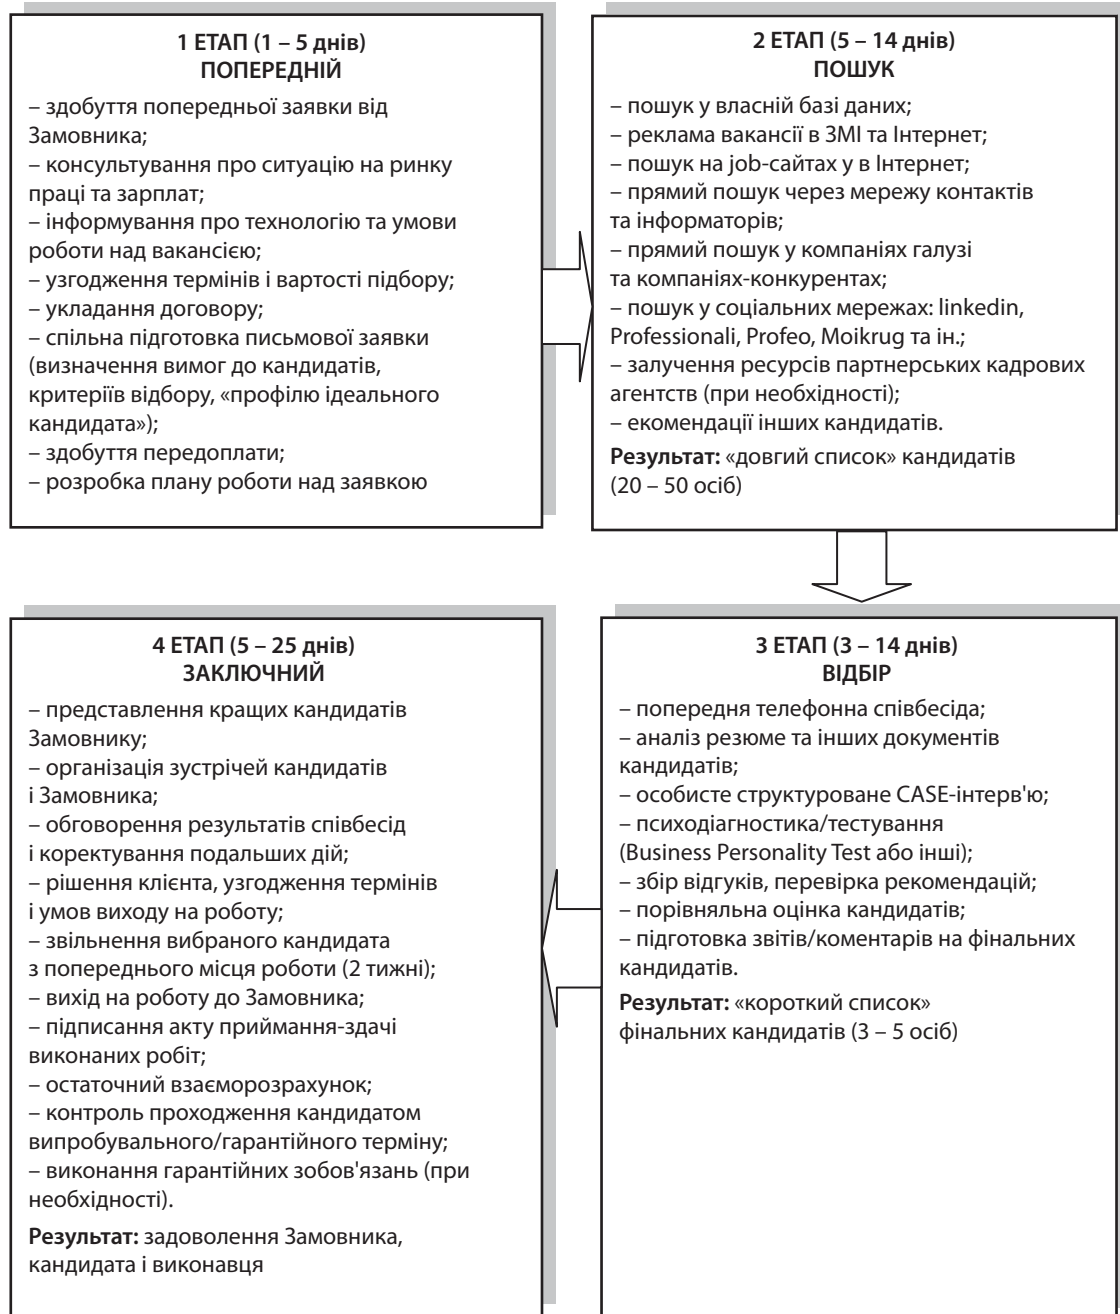 1 ЕТАП (1 – 5 днів)
ПОПЕРЕДНІЙ
– здобуття попередньої заявки від
Замовника;
– консультування про ситуацію на ринку
праці та зарплат;
– інформування про технологію та умови
роботи над вакансією;
– узгодження термінів і вартості підбору;
– укладання договору;
– спільна підготовка письмової заявки
(визначення вимог до кандидатів,
критеріїв відбору, «профілю ідеального
кандидата»);
– здобуття передоплати;
– розробка плану роботи над заявкою
2 ЕТАП (5 – 14 днів)
ПОШУК
– пошук у власній базі даних;
– реклама вакансії в ЗМІ та Інтернет;
– пошук на job-сайтах у в Інтернет;
– прямий пошук через мережу контактів
та інформаторів;
– прямий пошук у компаніях галузі
та компаніях-конкурентах;
– пошук у соціальних мережах: linkedin,
Professionali, Profeo, Moikrug та ін.;
– залучення ресурсів партнерських кадрових
агентств (при необхідності);
– екомендації інших кандидатів.
Результат: «довгий список» кандидатів
(20 – 50 осіб)
3 ЕТАП (3 – 14 днів)
ВІДБІР
– попередня телефонна співбесіда;
– аналіз резюме та інших документів
кандидатів;
– особисте структуроване CASE-інтерв'ю;
– психодіагностика/тестування
(Business Personality Test або інші);
– збір відгуків, перевірка рекомендацій;
– порівняльна оцінка кандидатів;
– підготовка звітів/коментарів на фінальних
кандидатів.
Результат: «короткий список»
фінальних кандидатів (3 – 5 осіб)
4 ЕТАП (5 – 25 днів)
ЗАКЛЮЧНИЙ
– представлення кращих кандидатів
Замовнику;
– організація зустрічей кандидатів
і Замовника;
– обговорення результатів співбесід
і коректування подальших дій;
– рішення клієнта, узгодження термінів
і умов виходу на роботу;
– звільнення вибраного кандидата
з попереднього місця роботи (2 тижні);
– вихід на роботу до Замовника;
– підписання акту приймання-здачі
виконаних робіт;
– остаточний взаєморозрахунок;
– контроль проходження кандидатом
випробувального/гарантійного терміну;
– виконання гарантійних зобов'язань (при
необхідності).
Результат: задоволення Замовника,
кандидата і виконавця